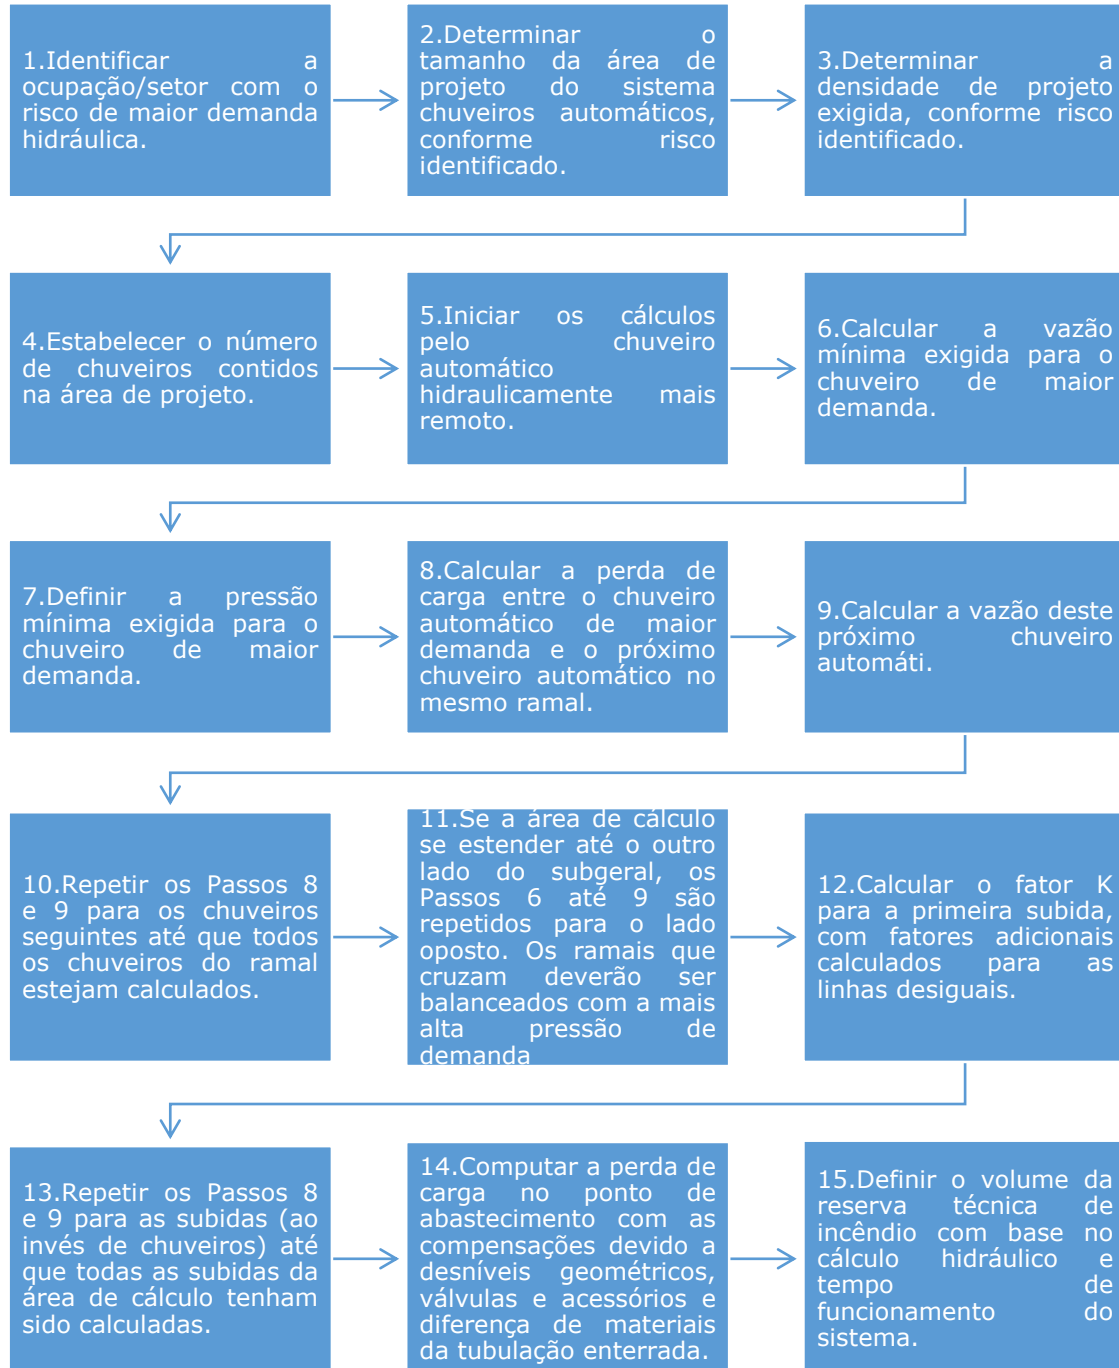 1.Identificar a
ocupação/setor com o
risco de maior demanda
hidráulica.
2.Determinar o
tamanho da área de
projeto do sistema
chuveiros automáticos,
conforme risco
identificado.
3.Determinar a
densidade de projeto
exigida, conforme risco
identificado.
4.Estabelecer o número
de chuveiros contidos
na área de projeto.
5.Iniciar os cálculos
pelo chuveiro
automático
hidraulicamente mais
remoto.
6.Calcular a vazão
mínima exigida para o
chuveiro de maior
demanda.
7.Definir a pressão
mínima exigida para o
chuveiro de maior
demanda.
8.Calcular a perda de
carga entre o chuveiro
automático de maior
demanda e o próximo
chuveiro automático no
mesmo ramal.
9.Calcular a vazão deste
próximo chuveiro
automáti.
10.Repetir os Passos 8
e 9 para os chuveiros
seguintes até que todos
os chuveiros do ramal
estejam calculados.
11.Se a área de cálculo
se estender até o outro
lado do subgeral, os
Passos 6 até 9 são
repetidos para o lado
oposto. Os ramais que
cruzam deverão ser
balanceados com a mais
alta pressão de
demanda
12.Calcular o fator K
para a primeira subida,
com fatores adicionais
calculados para as
linhas desiguais.
13.Repetir os Passos 8
e 9 para as subidas (ao
invés de chuveiros) até
que todas as subidas da
área de cálculo tenham
sido calculadas.
14.Computar a perda de
carga no ponto de
abastecimento com as
compensações devido a
desníveis geométricos,
válvulas e acessórios e
diferença de materiais
da tubulação enterrada.
15.Definir o volume da
reserva técnica de
incêndio com base no
cálculo hidráulico e
tempo de
funcionamento do
sistema.